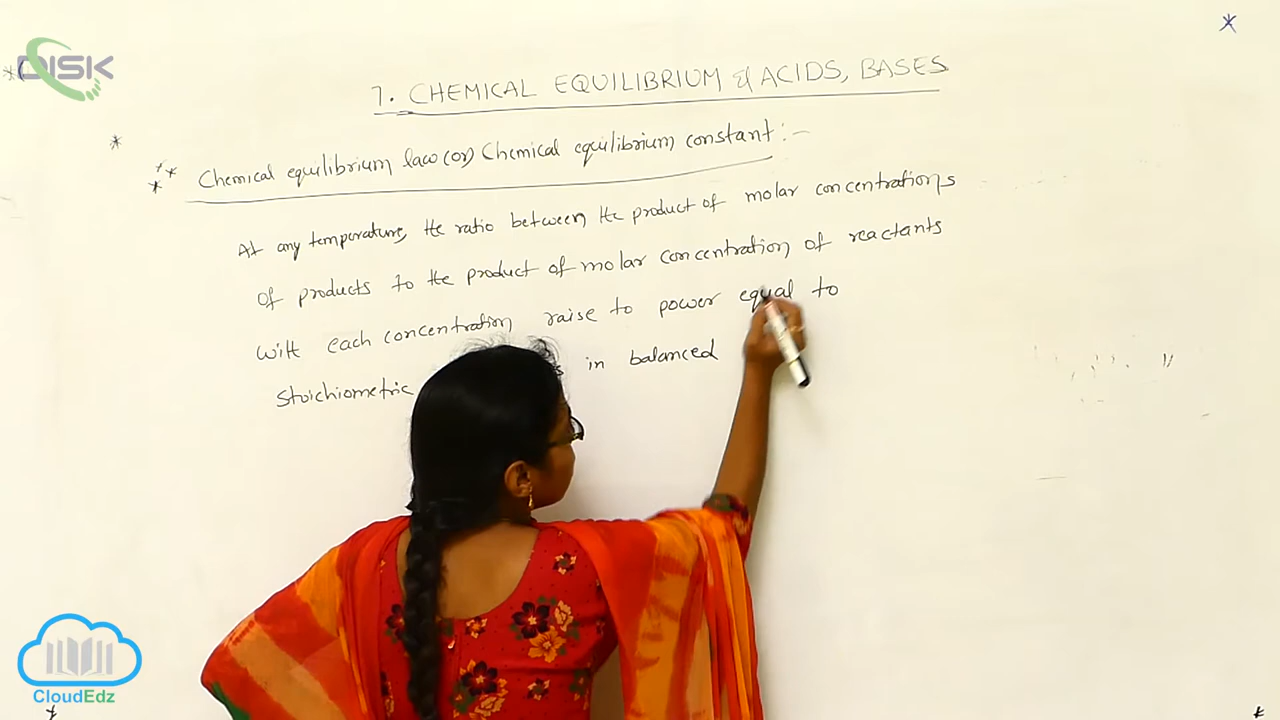 DISK
7. CHEMICAL EQUILIBRIUM & ACIDS, BASES
Chemical equilibrium law (or) Chemical equilibrium constant :-
At any temperature, the ratio between the product of molar concentrations
of products to the product of molar concentration of reactants
with each concentration raise to power equal to
Stoichiometric in balanced
CloudEdz